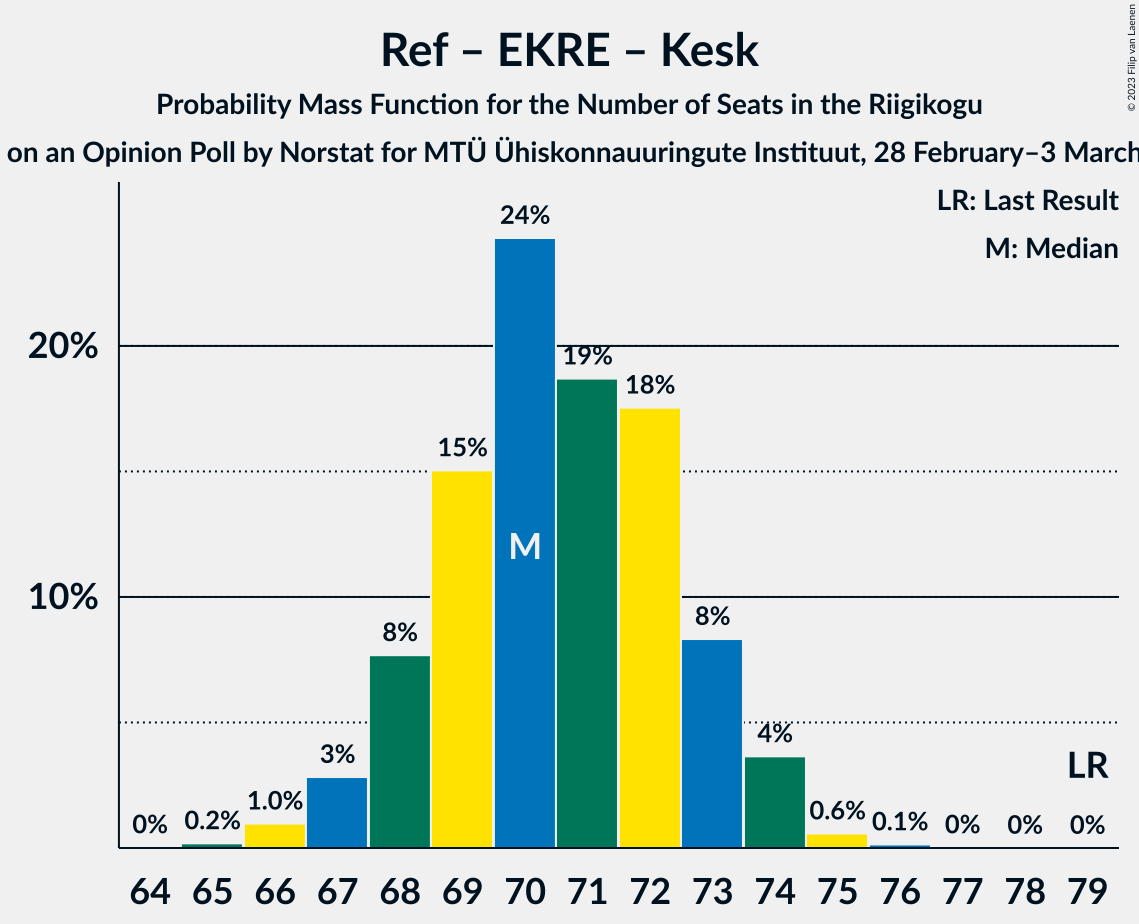 Ref – EKRE – Kesk
Probability Mass Function for the Number of Seats in the Riigikogu
on an Opinion Poll by Norstat for MTÜ Ühiskonnauuringute Instituut, 28 February–3 March
© 2023 Filip van Laenen
LR: Last Result
M: Median
20%
10%
0%
0.2%
1.0%
3%
8%
15%
24%
19%
18%
8%
4%
0.6%
0.1%
0%
0%
0%
M
LR
64 65 66 67 68 69 70 71 72 73 74 75 76 77 78 79